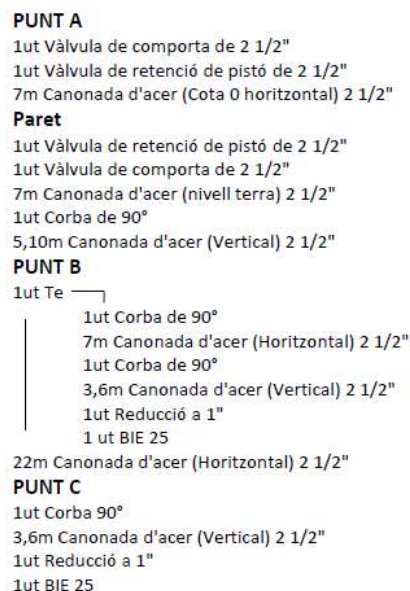 PUNT A
1ut Vàlvula de comporta de 2 1/2"
1ut Vàlvula de retenció de pistó de 2 1/2"
7m Canonada d'acer (Cota 0 horitzontal) 2 1/2"
Paret
1ut Vàlvula de retenció de pistó de 2 1/2"
1ut Vàlvula de comporta de 2 1/2"
7m Canonada d'acer (nivell terra) 2 1/2"
1ut Corba de 90°
5,10m Canonada d'acer (Vertical) 2 1/2"
PUNT B
1ut Te
1ut Corba de 90°
7m Canonada d'acer (Horitzontal) 2 1/2"
1ut Corba de 90°
3,6m Canonada d'acer (Vertical) 2 1/2"
1ut Reducció a 1"
1 ut BIE 25
22m Canonada d'acer (Horitzontal) 2 1/2"
PUNT C
1ut Corba 90°
3,6m Canonada d'acer (Vertical) 2 1/2"
1ut Reducció a 1"
1ut BIE 25